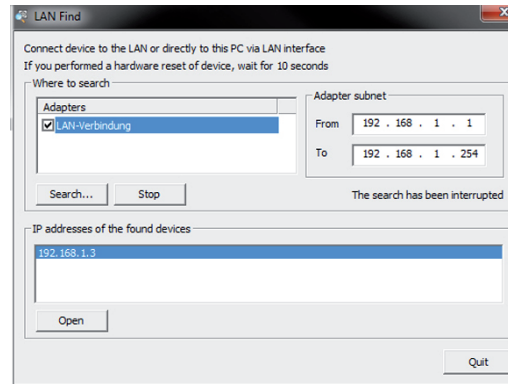 LAN Find
Connect device to the LAN or directly to this PC via LAN interface
If you performed a hardware reset of device, wait for 10 seconds
Where to search
Adapters
LAN-Verbindung
Adapter subnet
From 192 . 168 . 1 . 1
To 192 . 168 . 1 . 254
Search... Stop
The search has been interrupted
IP addresses of the found devices
192.168.1.3
Open
Quit